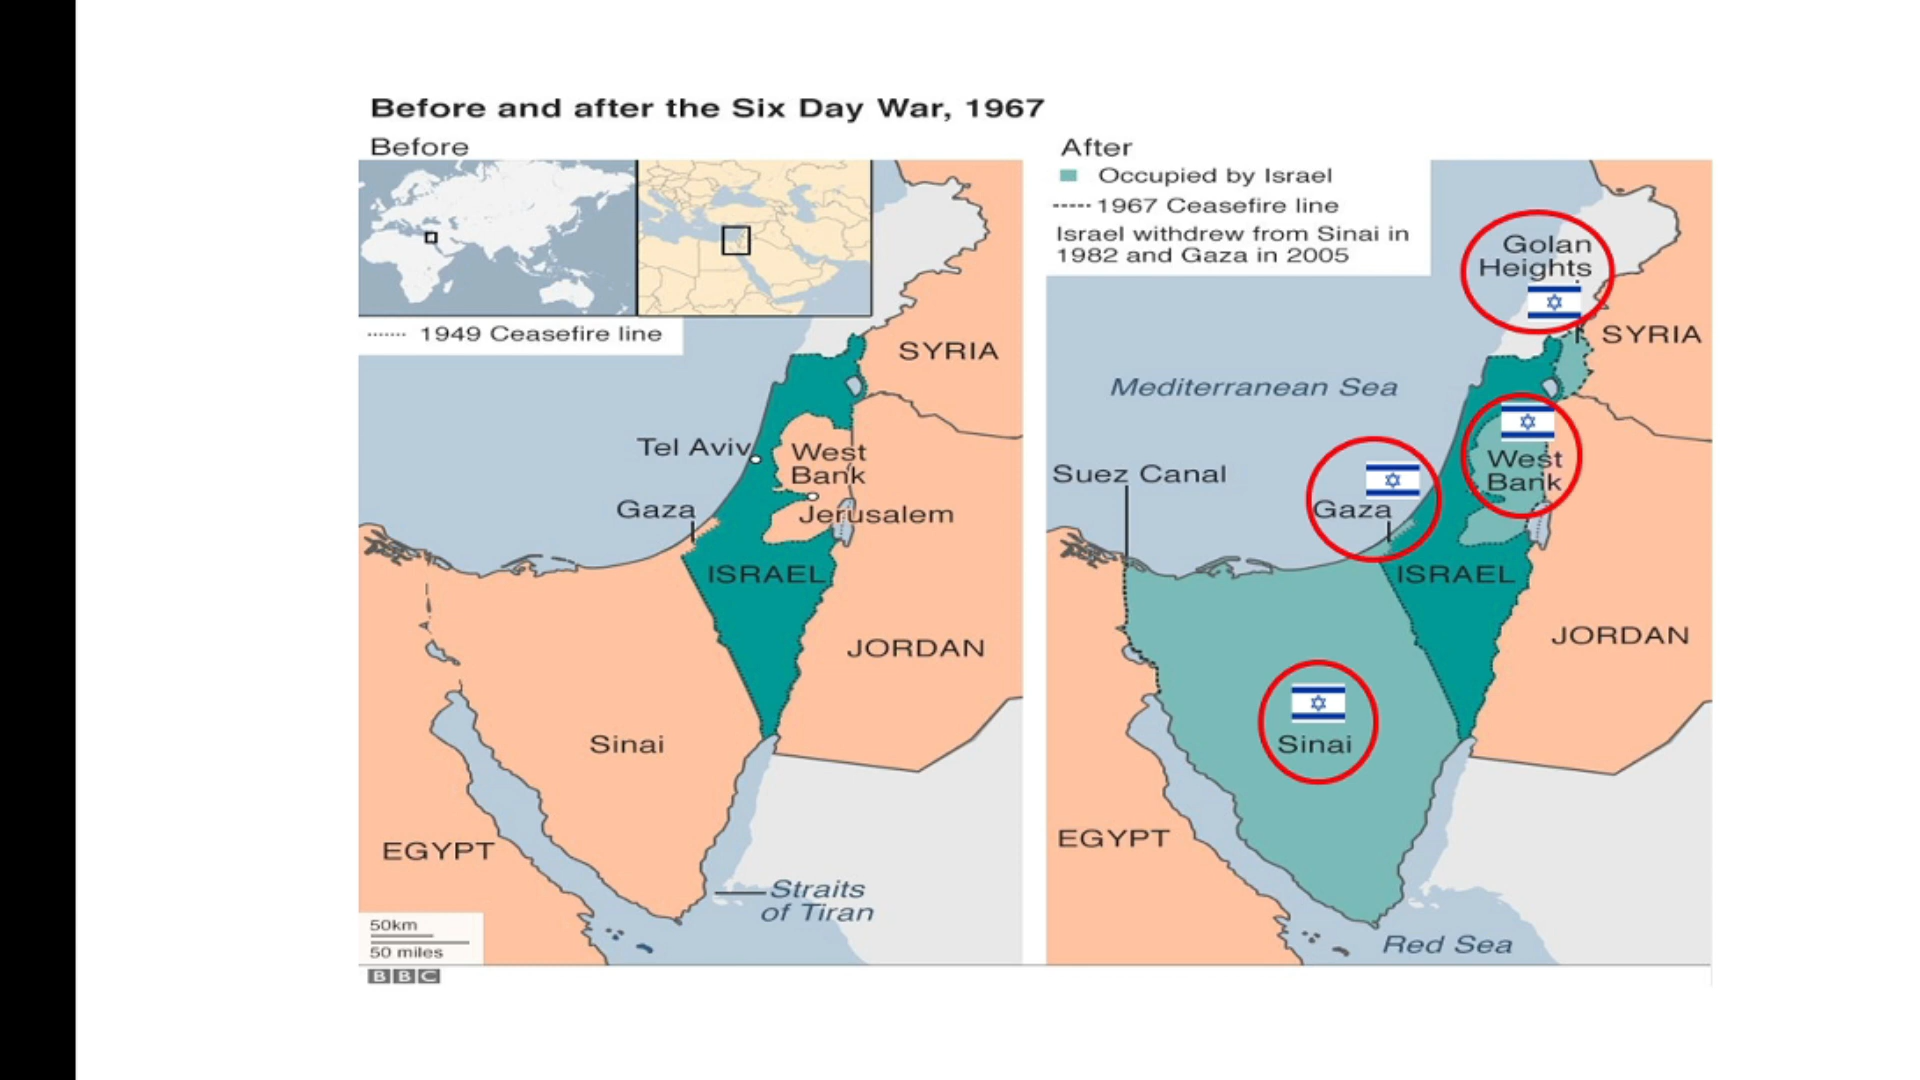 Before and after the Six Day War, 1967
Before
1949 Ceasefire line
SYRIA
Tel Aviv
West
Bank
Gaza
Jerusalem
ISRAEL
JORDAN
Sinai
EGYPT
Straits
of Tiran
50km
50 miles
BBC
After
Occupied by Israel
1967 Ceasefire line
Israel withdrew from Sinai in
1982 and Gaza in 2005
Golan
Heights
SYRIA
Mediterranean Sea
Suez Canal
West
Bank
Gaza
ISRAEL
JORDAN
Sinai
EGYPT
Red Sea